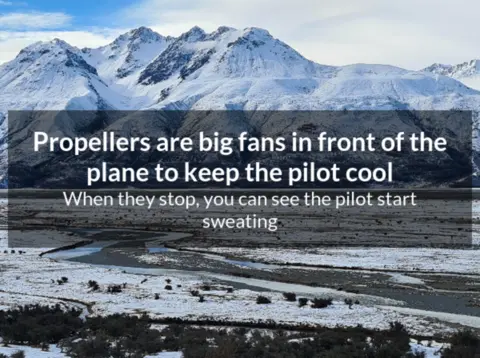 Propellers are big fans in front of the
plane to keep the pilot cool
When they stop, you can see the pilot start
sweating